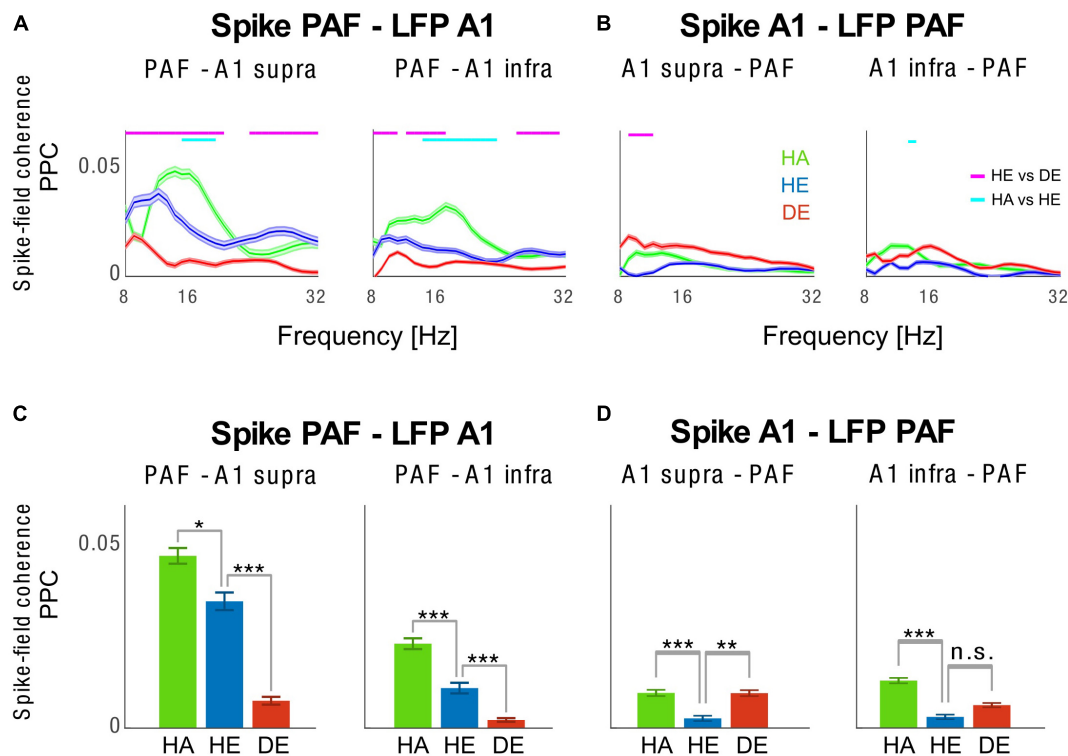 A
Spike PAF - LFP A1
B
Spike A1 - LFP PAF
PAF - A1 supra
PAF - A1 infra
A1 supra - PAF
A1 infra - PAF
Spike-field coherence
PPC
0.05
0
HA
HE
DE
HE vs DE
HA vs HE
8
16
32
8
16
32
8
16
32
8
16
32
Frequency [Hz]
Frequency [Hz]
C
Spike PAF - LFP A1
D
Spike A1 - LFP PAF
PAF - A1 supra
PAF - A1 infra
A1 supra - PAF
A1 infra - PAF
Spike-field coherence
PPC
0.05
0
*
***
***
***
***
**
***
n.s.
HA HE DE
HA HE DE
HA HE DE
HA HE DE